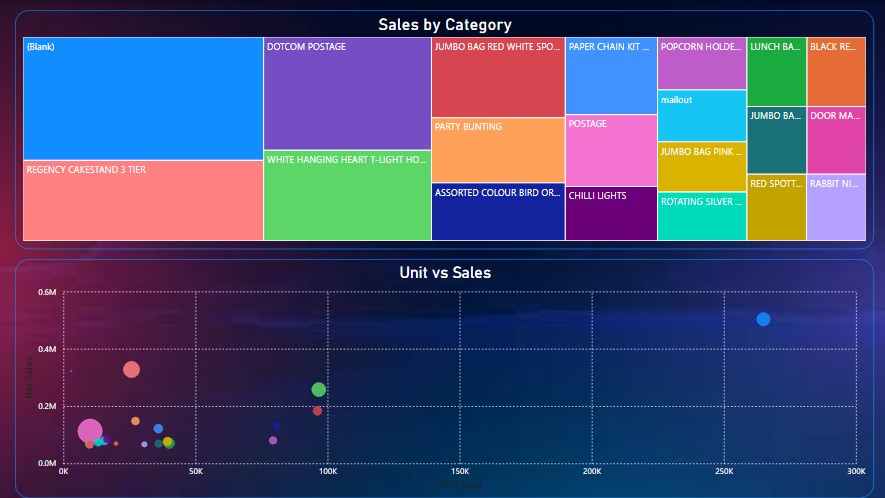 Sales by Category
(Blank)
DOTCOM POSTAGE
JUMBO BAG RED WHITE SPO...
PAPER CHAIN KIT ...
POPCORN HOLDE...
LUNCH BA...
BLACK RE...
mailout
JUMBO BA...
DOOR MA...
PARTY BUNTING
POSTAGE
JUMBO BAG PINK ...
REGENCY CAKESTAND 3 TIER
WHITE HANGING HEART T-LIGHT HO...
RED SPOTT...
RABBIT NI...
ASSORTED COLOUR BIRD OR...
CHILLI LIGHTS
ROTATING SILVER ...
Unit vs Sales
0.6M
0.4M
0.2M
0.0M
Net Sales
0K
50K
100K
150K
200K
250K
300K